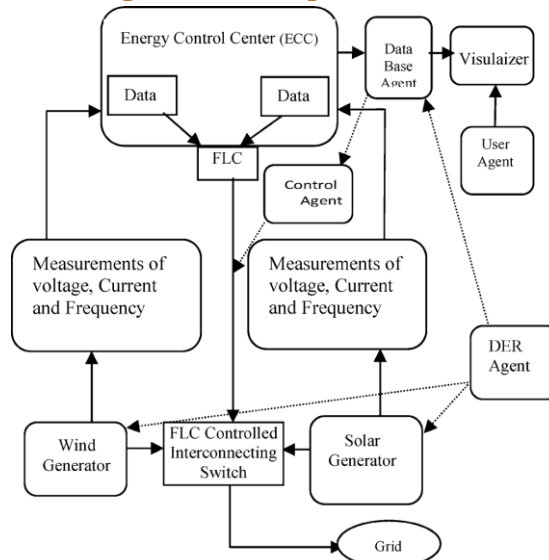 Energy Control Center (ECC)
Data
Data
FLC
Data
Base
Agent
Visulaizer
User
Agent
Control
Agent
Measurements of
voltage, Current
and Frequency
Measurements of
voltage, Current
and Frequency
DER
Agent
Wind
Generator
FLC Controlled
Interconnecting
Switch
Solar
Generator
Grid